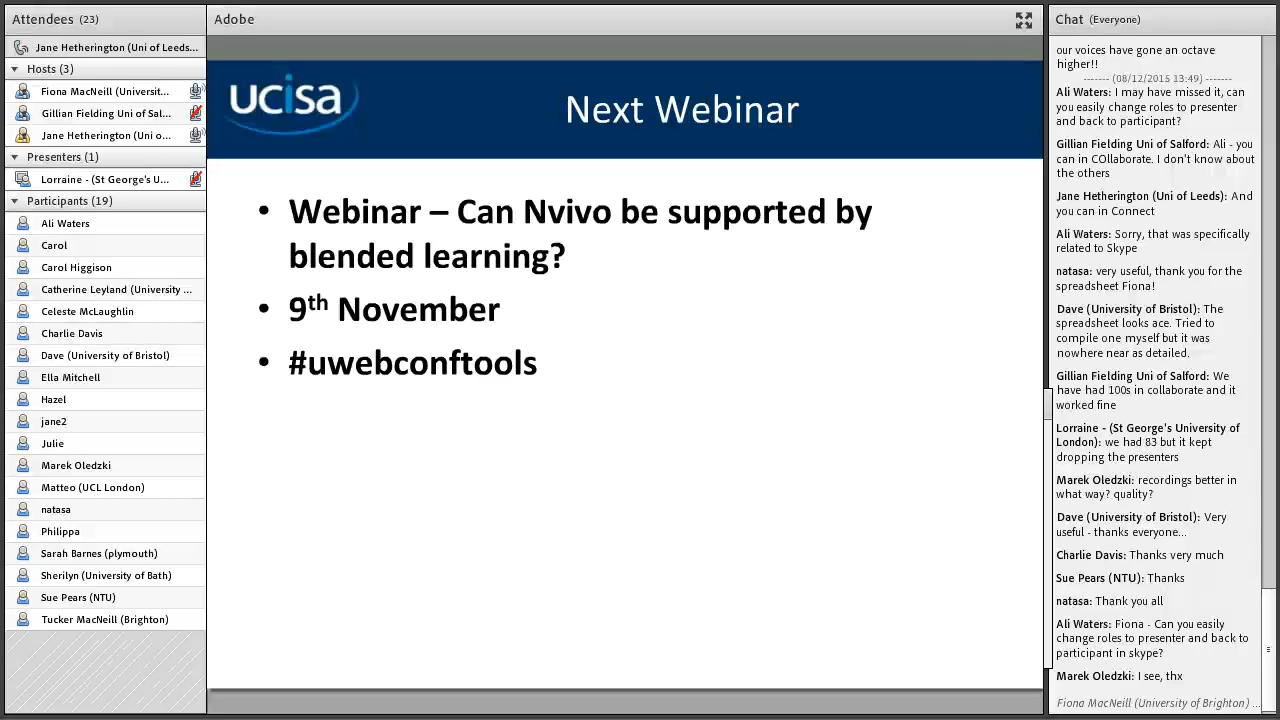 Attendees (23)
Jane Hetherington (Uni of Leeds...
Hosts (3)
Fiona MacNeill (Universit...
Gillian Fielding Uni of Sal...
Jane Hetherington (Uni o...
Presenters (1)
Lorraine - (St George's U...
Participants (19)
Ali Waters
Carol
Carol Higgison
Catherine Leyland (University ...
Celeste McLaughlin
Charlie Davis
Dave (University of Bristol)
Ella Mitchell
Hazel
jane2
Julie
Marek Oledzki
Matteo (UCL London)
natasa
Philippa
Sarah Barnes (plymouth)
Sherilyn (University of Bath)
Sue Pears (NTU)
Tucker MacNeill (Brighton)
Adobe
ucisa
Next Webinar
• Webinar – Can Nvivo be supported by
blended learning?
• 9th November
• #uwebconftools
Chat (Everyone)
our voices have gone an octave
higher!!
------- (08/12/2015 13:49) -------
Ali Waters: I may have missed it, can
you easily change roles to presenter
and back to participant?
Gillian Fielding Uni of Salford: Ali - you
can in COllaborate. I don't know about
the others
Jane Hetherington (Uni of Leeds): And
you can in Connect
Ali Waters: Sorry, that was specifically
related to Skype
natasa: very useful, thank you for the
spreadsheet Fiona!
Dave (University of Bristol): The
spreadsheet looks ace. Tried to
compile one myself but it was
nowhere near as detailed.
Gillian Fielding Uni of Salford: We
have had 100s in collaborate and it
worked fine
Lorraine - (St George's University of
London): we had 83 but it kept
dropping the presenters
Marek Oledzki: recordings better in
what way? quality?
Dave (University of Bristol): Very
useful - thanks everyone...
Charlie Davis: Thanks very much
Sue Pears (NTU): Thanks
natasa: Thank you all
Ali Waters: Fiona - Can you easily
change roles to presenter and back to
participant in skype?
Marek Oledzki: I see, thx
Fiona MacNeill (University of Brighton) ...